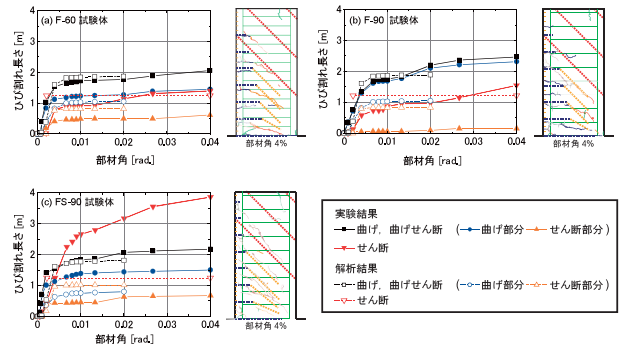 (a) F-60 試験体
ひび割れ長さ [m]
4
3
2
1
0
0
0.01
0.02
0.03
0.04
部材角 [rad.]
部材角 4%
(b) F-90 試験体
ひび割れ長さ [m]
4
3
2
1
0
0
0.01
0.02
0.03
0.04
部材角 [rad.]
部材角 4%
(c) FS-90 試験体
ひび割れ長さ [m]
4
3
2
1
0
0
0.01
0.02
0.03
0.04
部材角 [rad.]
部材角 4%
実験結果
曲げ，曲げせん断 （ 曲げ部分 せん断部分 ）
せん断
解析結果
曲げ，曲げせん断 （ 曲げ部分 せん断部分 ）
せん断